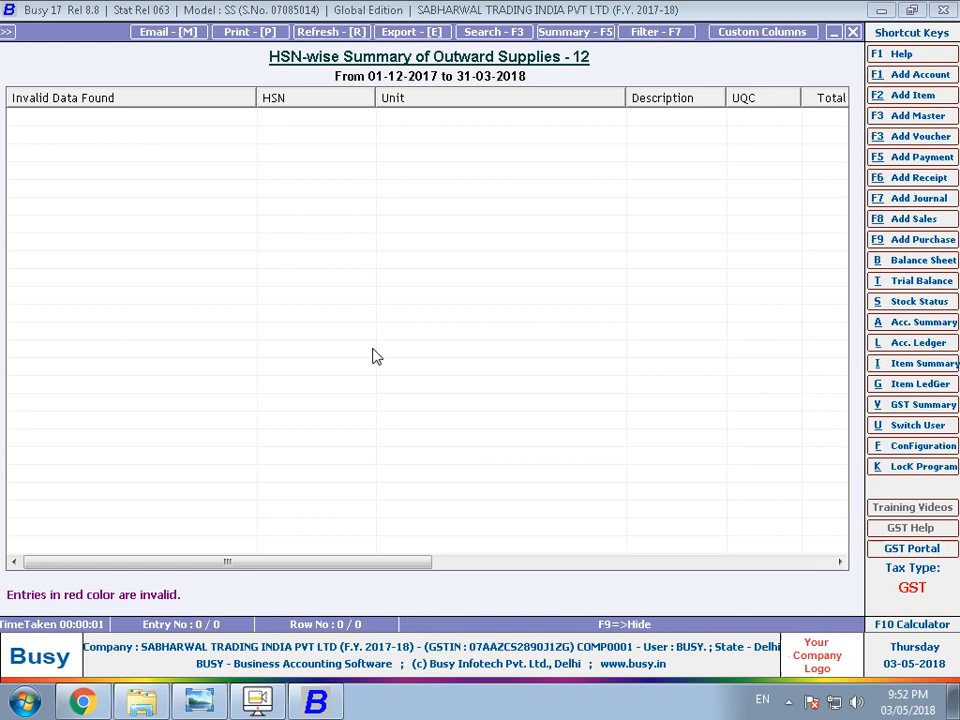 Busy 17 Rel 8.8 | Stat Rel 063 | Model : SS (S.No. 07085014) | Global Edition | SABHARWAL TRADING INDIA PVT LTD (F.Y. 2017-18)
>> Email - [M] Print - [P] Refresh - [R] Export - [E] Search - F3 Summary - F5 Filter - F7 Custom Columns
HSN-wise Summary of Outward Supplies - 12
From 01-12-2017 to 31-03-2018
Invalid Data Found HSN Unit Description UQC Total
Entries in red color are invalid.
TimeTaken 00:00:01 Entry No : 0 / 0 Row No : 0 / 0 F9=>Hide
Busy
Company : SABHARWAL TRADING INDIA PVT LTD (F.Y. 2017-18) - (GSTIN : 07AAZCS2890J1ZG) COMP0001 - User : BUSY. ; State - Delhi
BUSY - Business Accounting Software ; (c) Busy Infotech Pvt. Ltd., Delhi ; www.busy.in
Your
Company
Logo
Shortcut Keys
F1 Help
F1 Add Account
F2 Add Item
F3 Add Master
F3 Add Voucher
F5 Add Payment
F6 Add Receipt
F7 Add Journal
F8 Add Sales
F9 Add Purchase
B Balance Sheet
T Trial Balance
S Stock Status
A Acc. Summary
L Acc. Ledger
I Item Summary
G Item LedGer
V GST Summary
U Switch User
F ConFiguration
K LocK Program
Training Videos
GST Help
GST Portal
Tax Type:
GST
F10 Calculator
Thursday
03-05-2018
EN
9:52 PM
03/05/2018